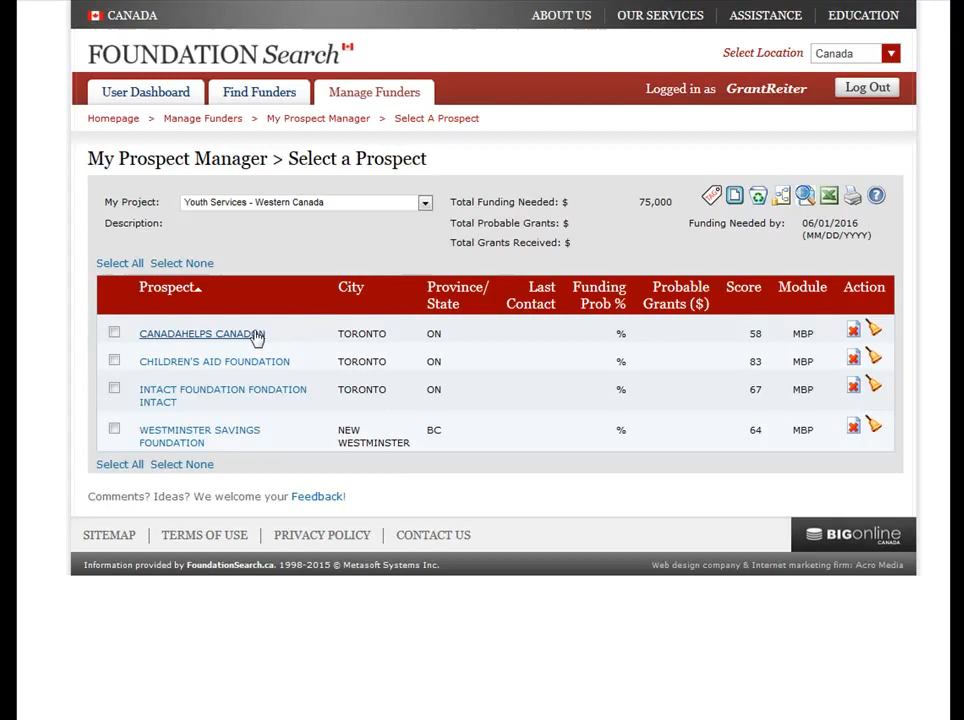 CANADA
ABOUT US
OUR SERVICES
ASSISTANCE
EDUCATION
FOUNDATION Search
Select Location
Canada
User Dashboard
Find Funders
Manage Funders
Logged in as GrantReiter
Log Out
Homepage > Manage Funders > My Prospect Manager > Select A Prospect
My Prospect Manager > Select a Prospect
My Project: Youth Services - Western Canada
Total Funding Needed: $ 75,000
TAG
Description:
Total Probable Grants: $
Funding Needed by: 06/01/2016
(MM/DD/YYYY)
Total Grants Received: $
Select All Select None
Prospect City Province/ State Last Contact Funding Prob % Probable Grants ($) Score Module Action
CANADAHELPS TORONTO ON % 58 MBP
CHILDREN'S AID FOUNDATION TORONTO ON % 83 MBP
INTACT FOUNDATION FONDATION TORONTO ON % 67 MBP
INTACT
WESTMINSTER SAVINGS NEW BC % 64 MBP
FOUNDATION WESTMINSTER
Select All Select None
Comments? Ideas? We welcome your Feedback!
SITEMAP
TERMS OF USE
PRIVACY POLICY
CONTACT US
BIGonline
CANADA
Information provided by FoundationSearch.ca. 1998-2015 © Metasoft Systems Inc.
Web design company & Internet marketing firm: Acro Media